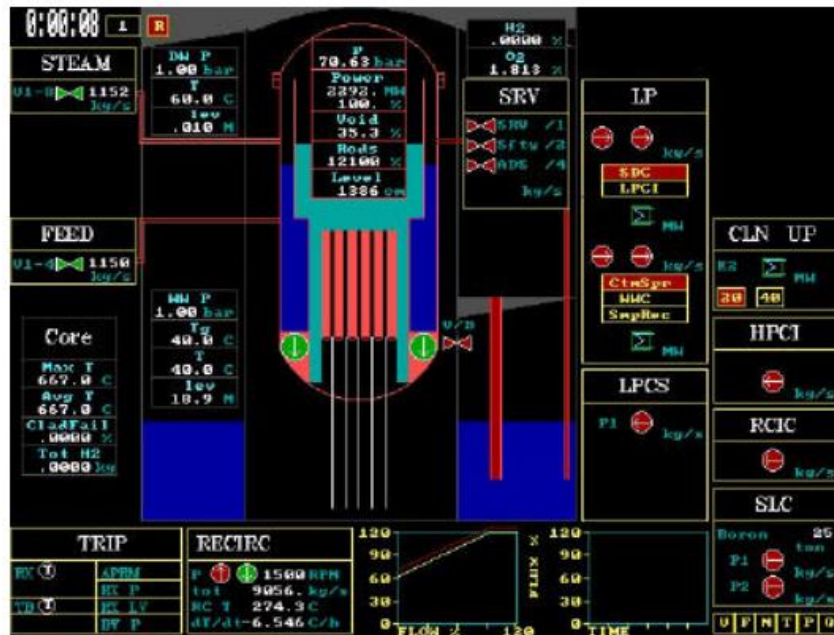 0:00:08 1 R
STEAM
V1-8 1152
kg/s
DW P
1.00 bar
T
60.0 C
lev
.010 M
P
70.63 bar
Power
2292. MW
100. %
Void
35.3 %
Rods
12100 %
Level
1386 cm
H2
.0000 %
O2
1.813 %
SRV
SRV /1
Sfty /3
ADS /4
kg/s
LP
kg/s
SDC
LPCI
MW
kg/s
CtmSpr
WWC
SmpRec
MW
FEED
V1-4 1150
kg/s
WW P
1.00 bar
Tg
40.0 C
T
40.0 C
lev
18.9 M
V/B
CLN UP
K2
MW
20 40
HPCI
kg/s
Core
Max T
667.0 C
Avg T
667.0 C
CladFail
.0000 %
Tot H2
.0000 kg
LPCS
P1
kg/s
RCIC
kg/s
SLC
Boron 25
ton
P1
kg/s
P2
kg/s
TRIP
RX T
TB T
APRM
RX P
RX LV
DW P
RECIRC
P 1500 RPM
tot 9056. kg/s
RC T 274.3 C
dT/dt -6.546 C/h
120
90
60
30
0
FLOW % 120
FLUX %
120
90
60
30
0
TIME